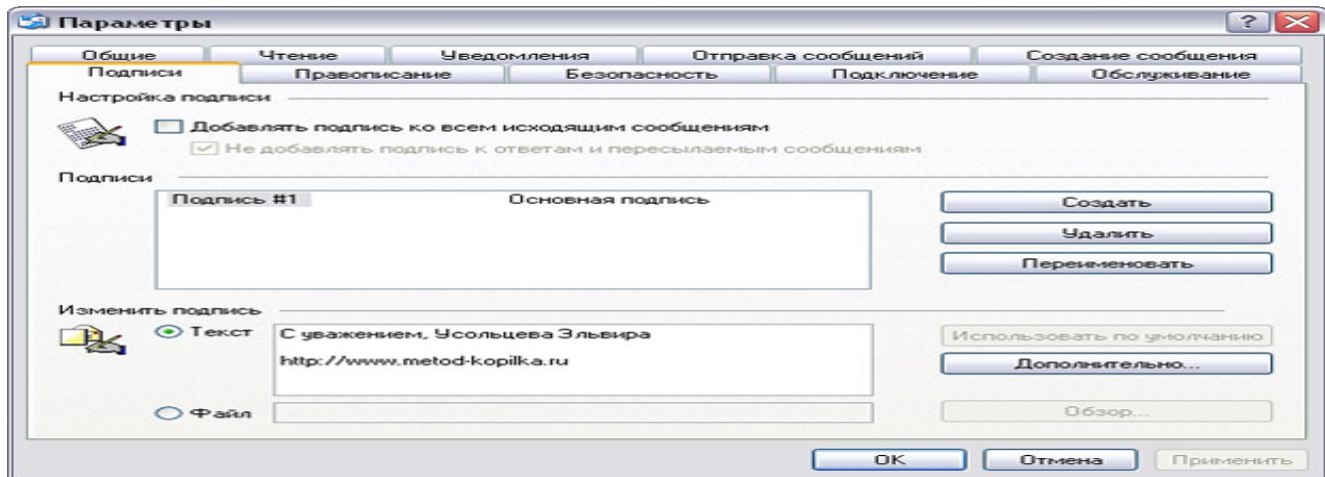 Параметры
Общие Чтение Уведомления Отправка сообщений Создание сообщения
Подписи Правописание Безопасность Подключение Обслуживание
Настройка подписи
Добавлять подпись ко всем исходящим сообщениям
Не добавлять подпись к ответам и пересылаемым сообщениям
Подписи
Подпись #1 Основная подпись
Создать
Удалить
Переименовать
Изменить подпись
Текст
С уважением, Усольцева Эльвира
http://www.metod-kopilka.ru
Использовать по умолчанию
Дополнительно...
Файл
Обзор...
ОК Отмена Применить